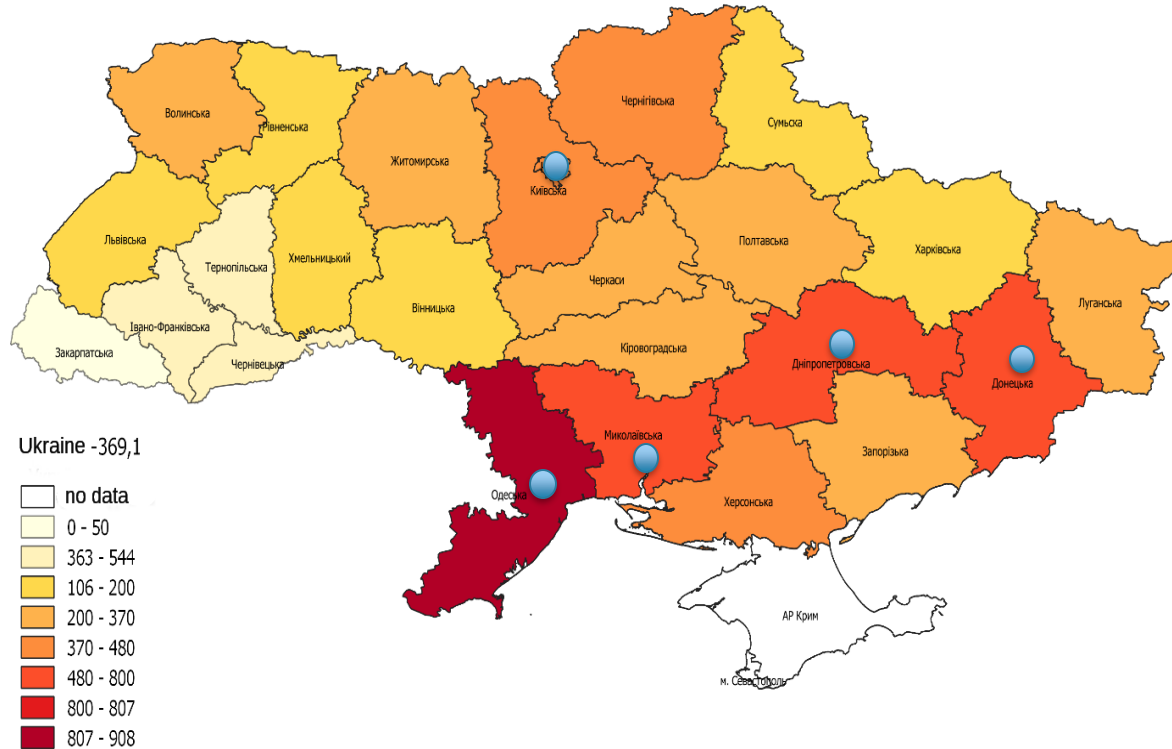 Чернігівська
Волинська
Рівненська
Сумьска
Житомирська
Київська
Львівська
Полтавська
Харківська
Тернопільська
Хмельницький
Черкаси
Луганська
Вінницька
Івано-Франківська
Кіровоградська
Закарпатська
Чернівецька
Дніпропетровська
Донецька
Миколаївська
Запорізька
Одеська
Херсонська
АР Крим
м. Севастополь
Ukraine -369,1
no data
0 - 50
363 - 544
106 - 200
200 - 370
370 - 480
480 - 800
800 - 807
807 - 908